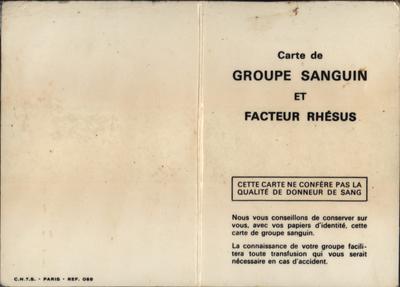 Carte de
GROUPE SANGUIN
ET
FACTEUR RHÉSUS
CETTE CARTE NE CONFÈRE PAS LA
QUALITÉ DE DONNEUR DE SANG
Nous vous conseillons de conserver sur
vous, avec vos papiers d'identité, cette
carte de groupe sanguin.
La connaissance de votre groupe facili-
tera toute transfusion qui vous serait
nécessaire en cas d'accident.
C.N.T.S. - PARIS - REF. 069